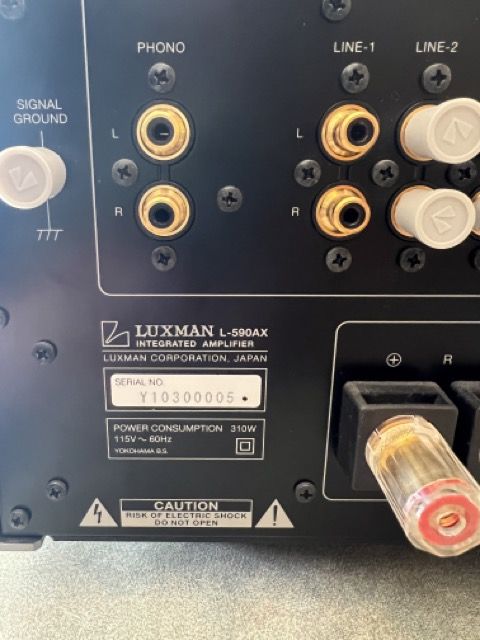 PHONO LINE-1 LINE-2
SIGNAL
GROUND
L L
R R
LUXMAN L-590AX
INTEGRATED AMPLIFIER
LUXMAN CORPORATION, JAPAN
R
SERIAL NO.
Y10300005
POWER CONSUMPTION 310W
115V ~ 60Hz
YOKOHAMA B.S.
CAUTION
RISK OF ELECTRIC SHOCK
DO NOT OPEN